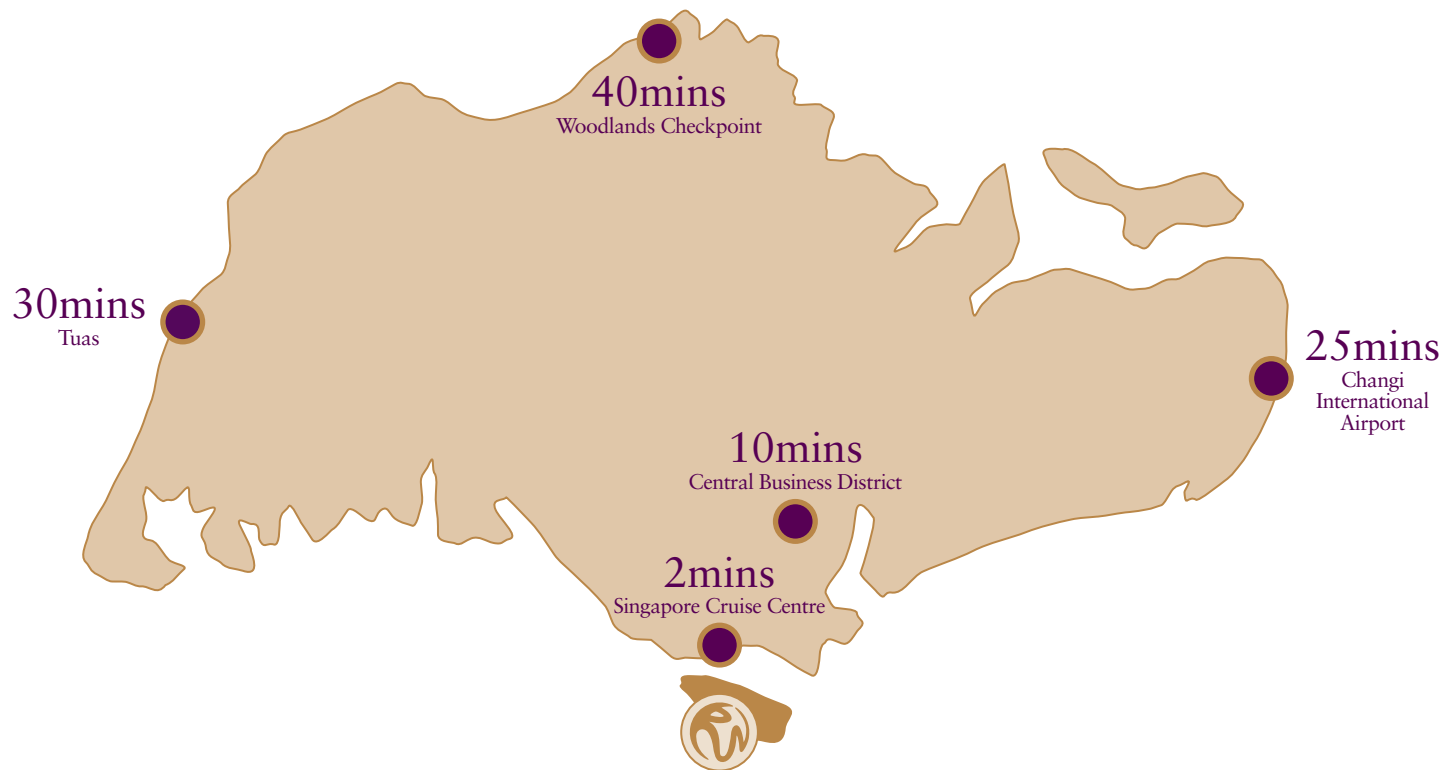 40mins
Woodlands Checkpoint
30mins
Tuas
25mins
Changi
International
Airport
10mins
Central Business District
2mins
Singapore Cruise Centre